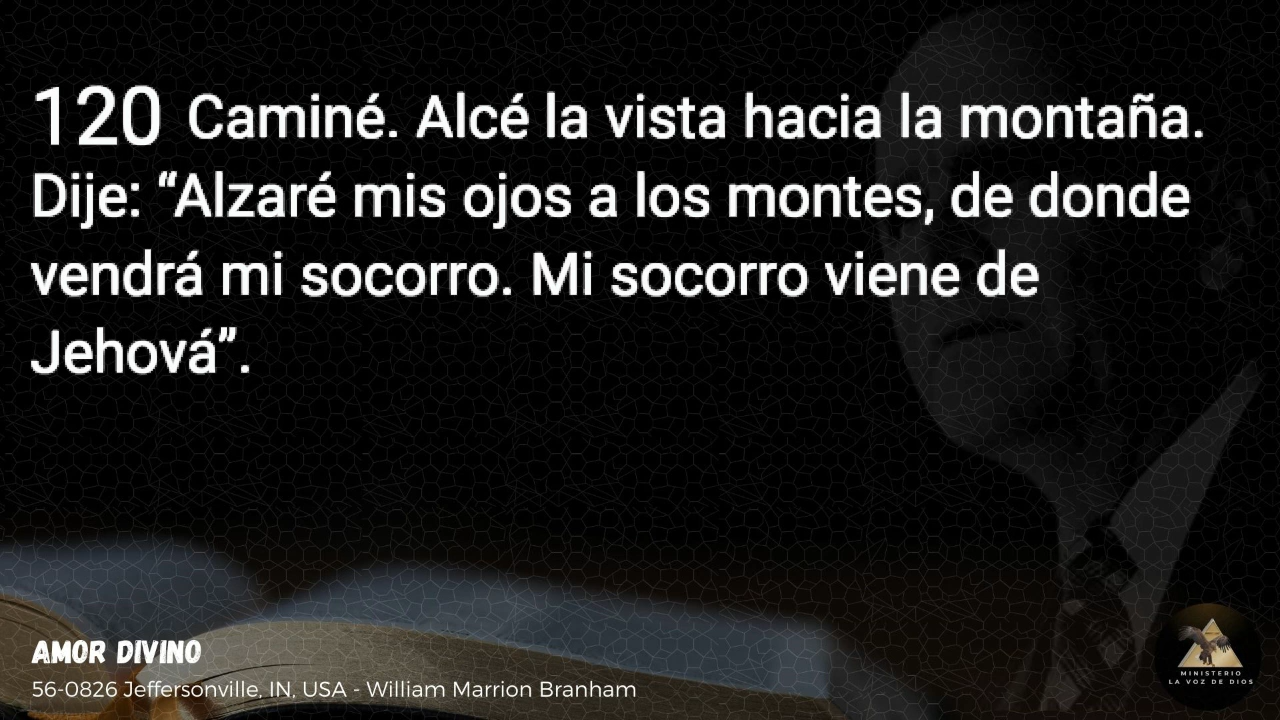 120 Caminé. Alcé la vista hacia la montaña.
Dije: “Alzaré mis ojos a los montes, de donde
vendrá mi socorro. Mi socorro viene de
Jehová”.
AMOR DIVINO
56-0826 Jeffersonville, IN, USA - William Marrion Branham
MINISTERIO
LA VOZ DE DIOS